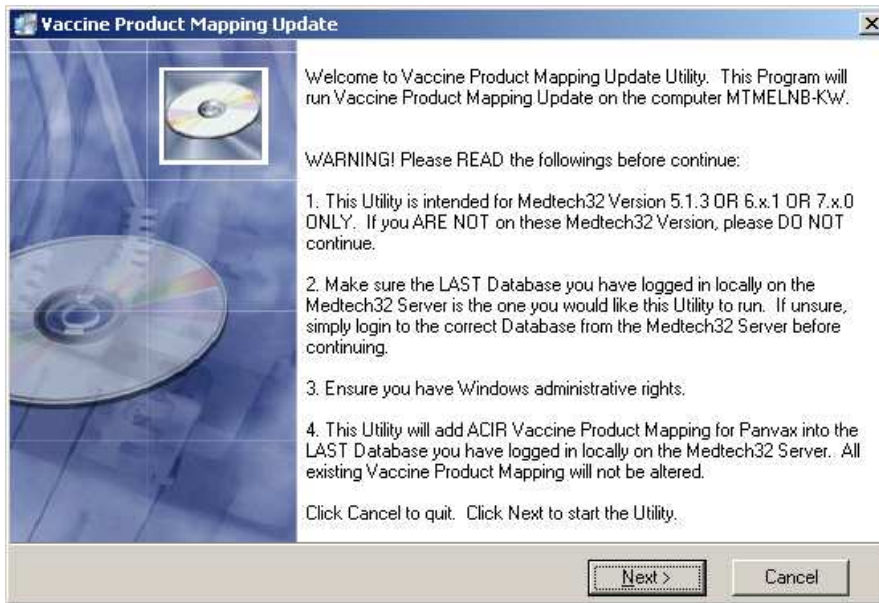 Vaccine Product Mapping Update
Welcome to Vaccine Product Mapping Update Utility. This Program will
run Vaccine Product Mapping Update on the computer MTMELNB-KW.
WARNING! Please READ the followings before continue:
1. This Utility is intended for Medtech32 Version 5.1.3 OR 6.x.1 OR 7.x.0
ONLY. If you ARE NOT on these Medtech32 Version, please DO NOT
continue.
2. Make sure the LAST Database you have logged in locally on the
Medtech32 Server is the one you would like this Utility to run. If unsure,
simply login to the correct Database from the Medtech32 Server before
continuing.
3. Ensure you have Windows administrative rights.
4. This Utility will add ACIR Vaccine Product Mapping for Panvax into the
LAST Database you have logged in locally on the Medtech32 Server. All
existing Vaccine Product Mapping will not be altered.
Click Cancel to quit. Click Next to start the Utility.
Next >
Cancel